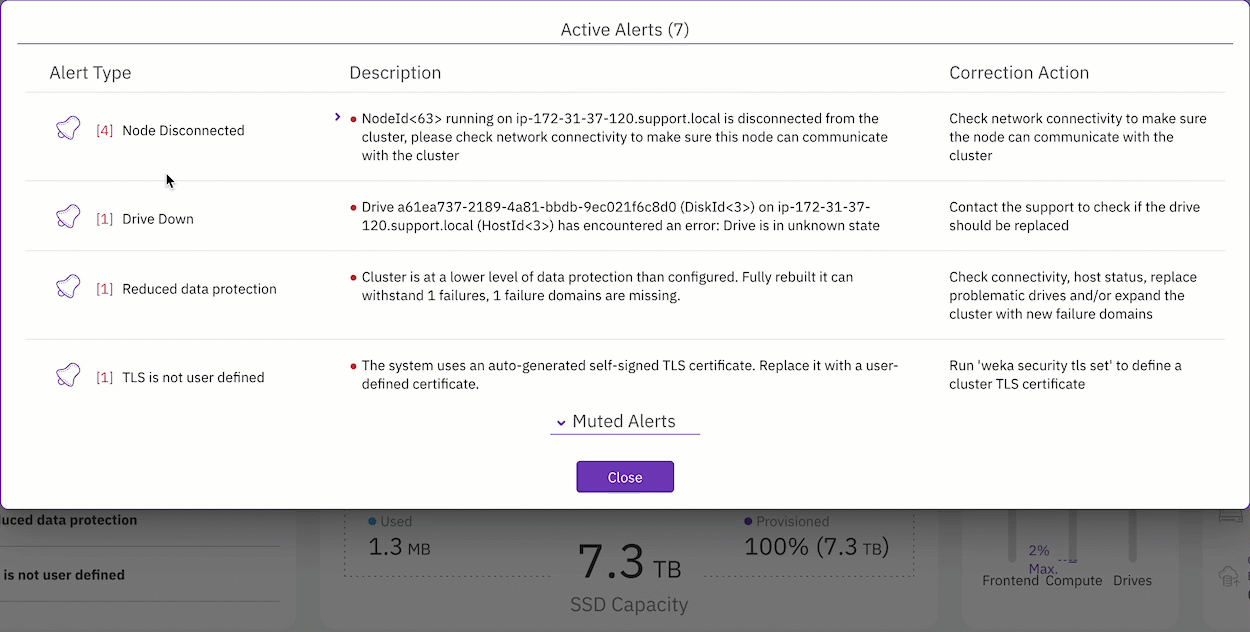 Active Alerts (7)
Alert Type
Description
Correction Action
[4] Node Disconnected
NodeId<63> running on ip-172-31-37-120.support.local is disconnected from the
cluster, please check network connectivity to make sure this node can communicate
with the cluster
Check network connectivity to make sure
the node can communicate with the
cluster
[1] Drive Down
Drive a61ea737-2189-4a81-bbdb-9ec021f6c8d0 (DiskId<3>) on ip-172-31-37-
120.support.local (HostId<3>) has encountered an error: Drive is in unknown state
Contact the support to check if the drive
should be replaced
[1] Reduced data protection
Cluster is at a lower level of data protection than configured. Fully rebuilt it can
withstand 1 failures, 1 failure domains are missing.
Check connectivity, host status, replace
problematic drives and/or expand the
cluster with new failure domains
[1] TLS is not user defined
The system uses an auto-generated self-signed TLS certificate. Replace it with a user-
defined certificate.
Run 'weka security tls set' to define a
cluster TLS certificate
Muted Alerts
Close
uced data protection
is not user defined
Used
1.3 MB
7.3 TB
SSD Capacity
Provisioned
100% (7.3 TB)
2%
Max.
Frontend Compute Drives